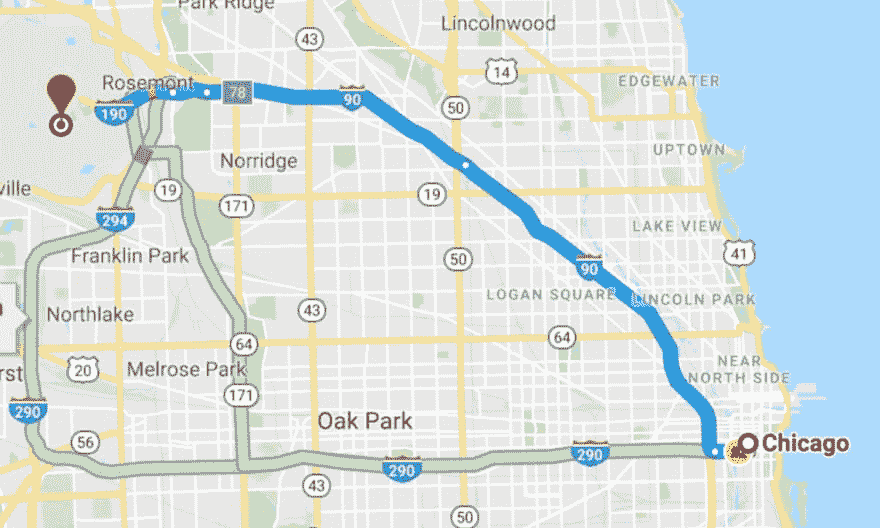 Park Ridge
Lincolnwood
43
14
EDGEWATER
Rosemont
78
90
50
190
UPTOWN
Norridge
ville
19
171
19
294
LAKE VIEW
41
Franklin Park
50
90
LOGAN SQUARE
LINCOLN PARK
Northlake
43
64
64
20
Melrose Park
NEAR
NORTH SIDE
rst
171
290
Oak Park
56
290
290
Chicago
43
50